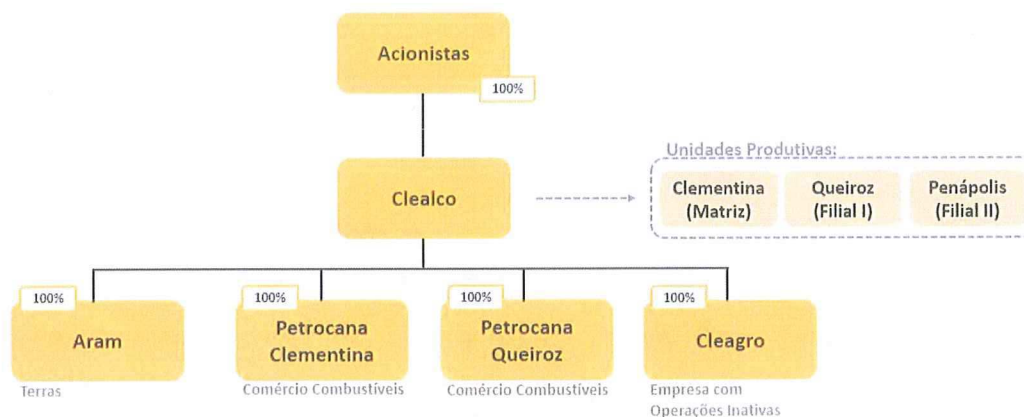 Acionistas
100%
Clealco
Unidades Produtivas:
Clementina
(Matriz)
Queiroz
(Filial I)
Penápolis
(Filial II)
100%
Aram
Terras
100%
Petrocana
Clementina
Comércio Combustíveis
100%
Petrocana
Queiroz
Comércio Combustíveis
100%
Cleagro
Empresa com
Operações Inativas